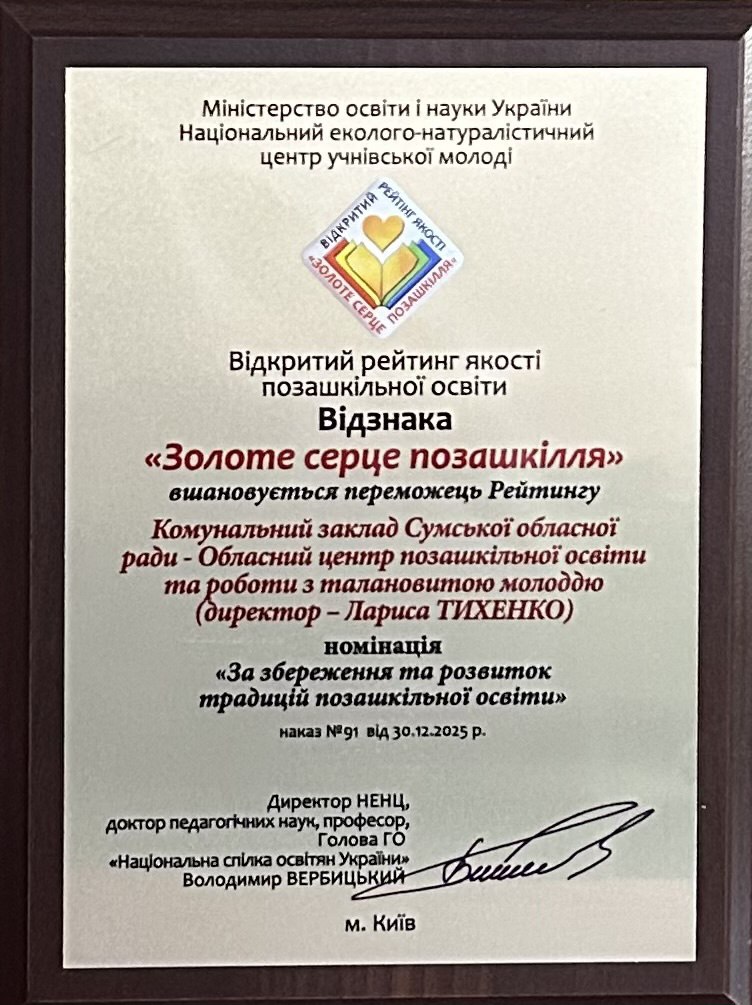 Міністерство освіти і науки України
Національний еколого-натуралістичний
центр учнівської молоді
ВІДКРИТИЙ РЕЙТИНГ ЯКОСТІ
«ЗОЛОТЕ СЕРЦЕ ПОЗАШКІЛЛЯ»
Відкритий рейтинг якості
позашкільної освіти
Відзнака
«Золоте серце позашкілля»
вшановується переможець Рейтингу
Комунальний заклад Сумської обласної
ради - Обласний центр позашкільної освіти
та роботи з талановитою молоддю
(директор – Лариса ТИХЕНКО)
номінація
«За збереження та розвиток
традицій позашкільної освіти»
наказ №91 від 30.12.2025 р.
Директор НЕНЦ,
доктор педагогічних наук, професор,
Голова ГО
«Національна спілка освітян України»
Володимир ВЕРБИЦЬКИЙ
м. Київ